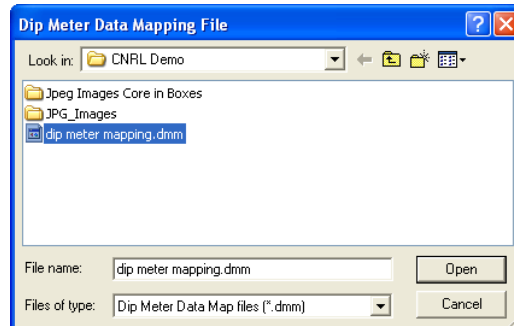 Dip Meter Data Mapping File
Look in: CNRL Demo
Jpeg Images Core in Boxes
JPG_Images
dip meter mapping.dmm
File name: dip meter mapping.dmm Open
Files of type: Dip Meter Data Map files (*.dmm) Cancel